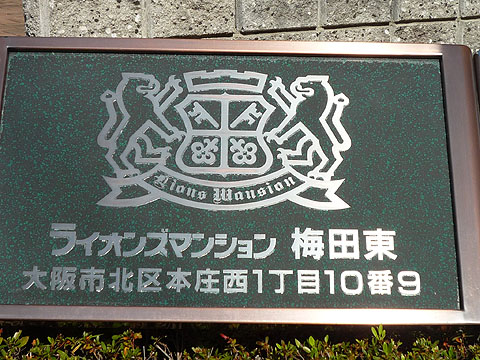 Lions Mansion
ライオンズマンション 梅田東
大阪市北区本庄西1丁目10番9